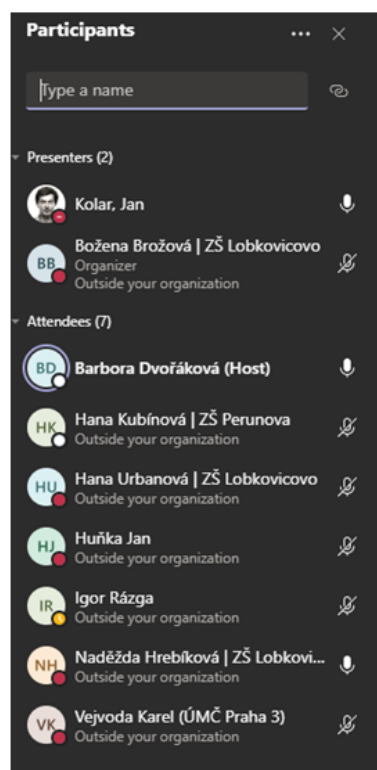 Participants
Type a name
Presenters (2)
Kolar, Jan
BB
Božena Brožová | ZŠ Lobkovicovo
Organizer
Outside your organization
Attendees (7)
BD
Barbora Dvořáková (Host)
HK
Hana Kubínová | ZŠ Perunova
Outside your organization
HU
Hana Urbanová | ZŠ Lobkovicovo
Outside your organization
HJ
Huňka Jan
Outside your organization
IR
Igor Rázga
Outside your organization
NH
Naděžda Hrebíková | ZŠ Lobkovi...
Outside your organization
VK
Vejvoda Karel (ÚMČ Praha 3)
Outside your organization